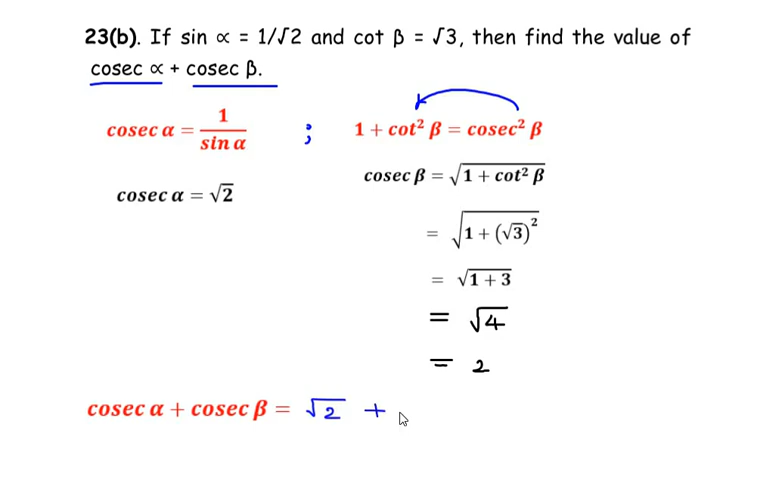 23(b). If sin ∝ = 1/√2 and cot β = √3, then find the value of
cosec ∝ + cosec β.
cosec α = 1/sin α ; 1 + cot² β = cosec² β
cosec β = √(1 + cot² β)
cosec α = √2
= √(1 + (√3)²)
= √(1 + 3)
= √4
= 2
cosec α + cosec β = √2 +